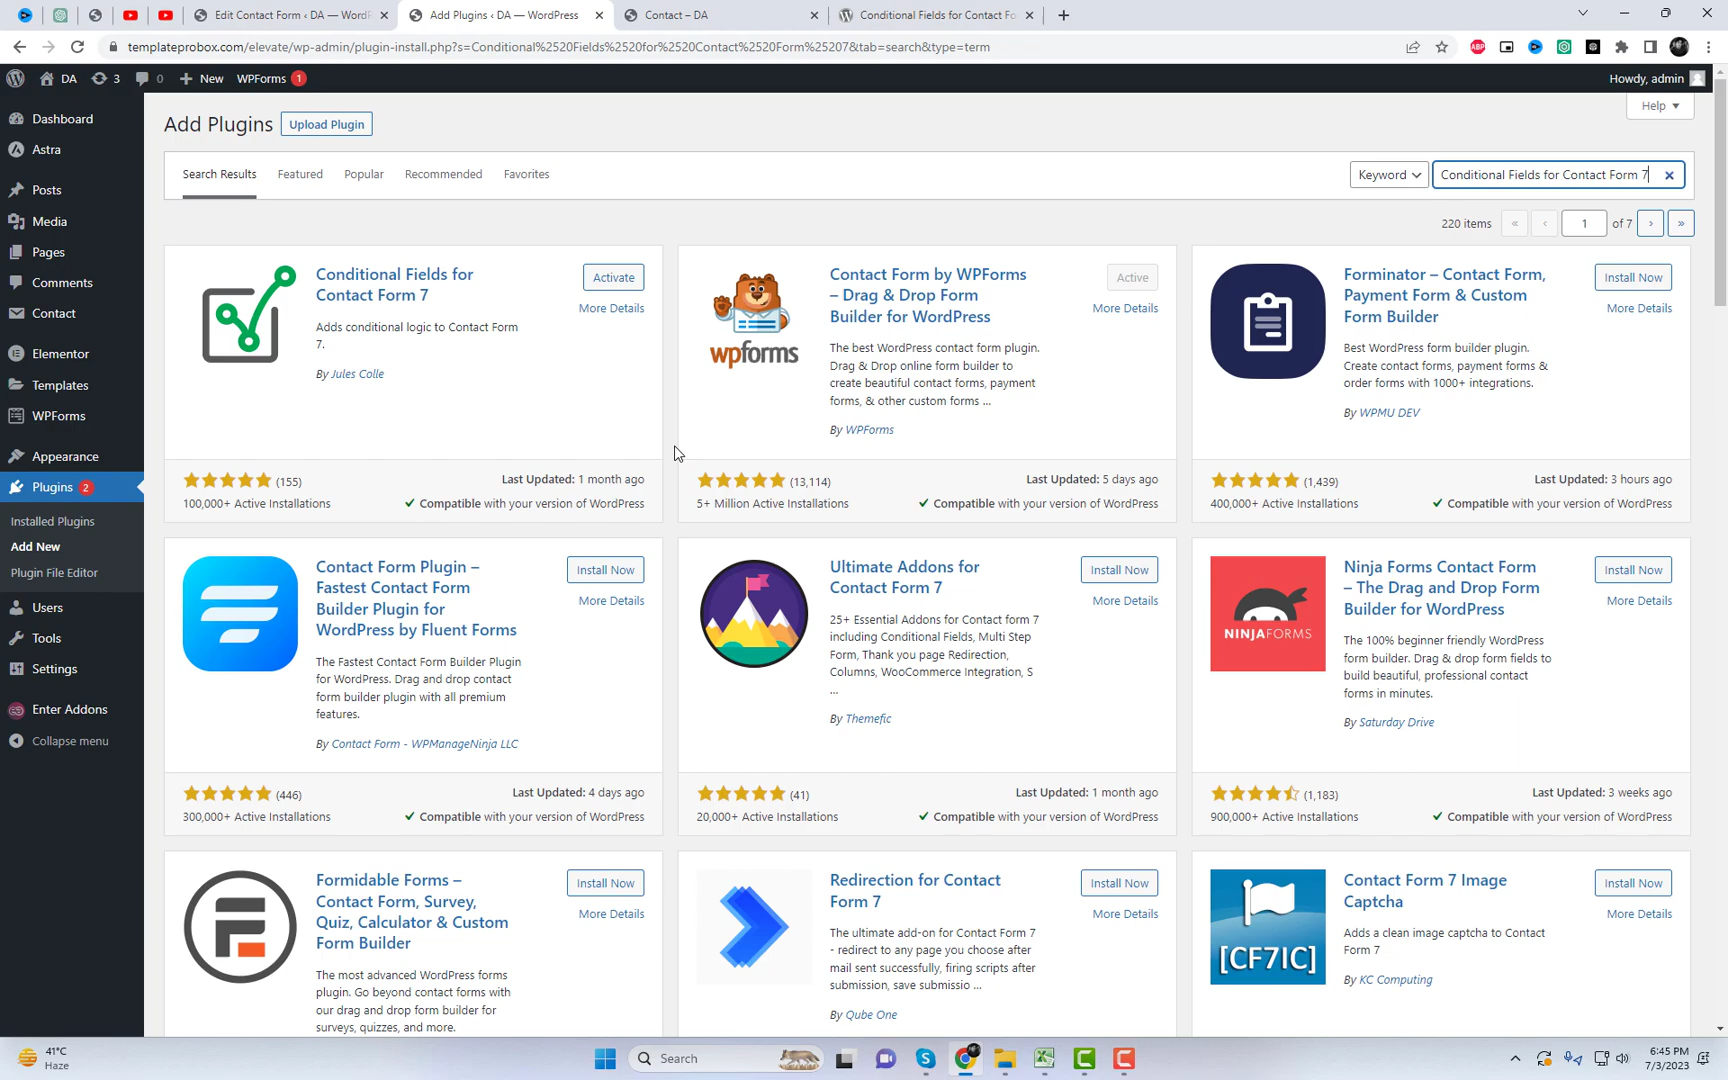 Edit Contact Form ‹ DA — WordP
Add Plugins ‹ DA — WordPress
Contact – DA
Conditional Fields for Contact Fo
templateprobox.com/elevate/wp-admin/plugin-install.php?s=Conditional%2520Fields%2520for%2520Contact%2520Form%25207&tab=search&type=term
ABP
DA
3
0
New
WPForms 1
Howdy, admin
Dashboard
Astra
Posts
Media
Pages
Comments
Contact
Elementor
Templates
WPForms
Appearance
Plugins 2
Installed Plugins
Add New
Plugin File Editor
Users
Tools
Settings
Enter Addons
Collapse menu
Help
Add Plugins
Upload Plugin
Search Results
Featured
Popular
Recommended
Favorites
Keyword
Conditional Fields for Contact Form 7
220 items
«
‹
1
of 7
›
»
Conditional Fields for
Contact Form 7
Activate
More Details
Adds conditional logic to Contact Form
7.
By Jules Colle
(155)
100,000+ Active Installations
Last Updated: 1 month ago
Compatible with your version of WordPress
wpforms
Contact Form by WPForms
– Drag & Drop Form
Builder for WordPress
Active
More Details
The best WordPress contact form plugin.
Drag & Drop online form builder to
create beautiful contact forms, payment
forms, & other custom forms ...
By WPForms
(13,114)
5+ Million Active Installations
Last Updated: 5 days ago
Compatible with your version of WordPress
Forminator – Contact Form,
Payment Form & Custom
Form Builder
Install Now
More Details
Best WordPress form builder plugin.
Create contact forms, payment forms &
order forms with 1000+ integrations.
By WPMU DEV
(1,439)
400,000+ Active Installations
Last Updated: 3 hours ago
Compatible with your version of WordPress
Contact Form Plugin –
Fastest Contact Form
Builder Plugin for
WordPress by Fluent Forms
Install Now
More Details
The Fastest Contact Form Builder Plugin
for WordPress. Drag and drop contact
form builder plugin with all premium
features.
By Contact Form - WPManageNinja LLC
(446)
300,000+ Active Installations
Last Updated: 4 days ago
Compatible with your version of WordPress
Ultimate Addons for
Contact Form 7
Install Now
More Details
25+ Essential Addons for Contact form 7
including Conditional Fields, Multi Step
Form, Thank you page Redirection,
Columns, WooCommerce Integration, S
...
By Themefic
(41)
20,000+ Active Installations
Last Updated: 1 month ago
Compatible with your version of WordPress
NINJAFORMS
Ninja Forms Contact Form
– The Drag and Drop Form
Builder for WordPress
Install Now
More Details
The 100% beginner friendly WordPress
form builder. Drag & drop form fields to
build beautiful, professional contact
forms in minutes.
By Saturday Drive
(1,183)
900,000+ Active Installations
Last Updated: 3 weeks ago
Compatible with your version of WordPress
Formidable Forms –
Contact Form, Survey,
Quiz, Calculator & Custom
Form Builder
Install Now
More Details
The most advanced WordPress forms
plugin. Go beyond contact forms with
our drag and drop form builder for
surveys, quizzes, and more.
Redirection for Contact
Form 7
Install Now
More Details
The ultimate add-on for Contact Form 7
- redirect to any page you choose after
mail sent successfully, firing scripts after
submission, save submissio ...
By Qube One
[CF7IC]
Contact Form 7 Image
Captcha
Install Now
More Details
Adds a clean image captcha to Contact
Form 7
By KC Computing
41°C
Haze
Search
6:45 PM
7/3/2023